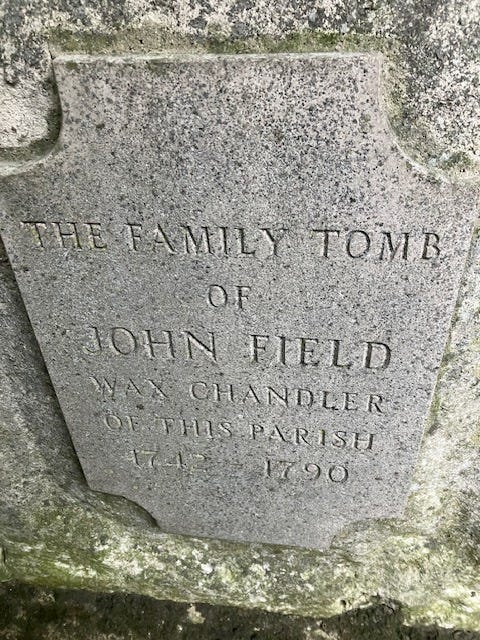 THE FAMILY TOMB
OF
JOHN FIELD
WAX CHANDLER
OF THIS PARISH
1742 - 1790